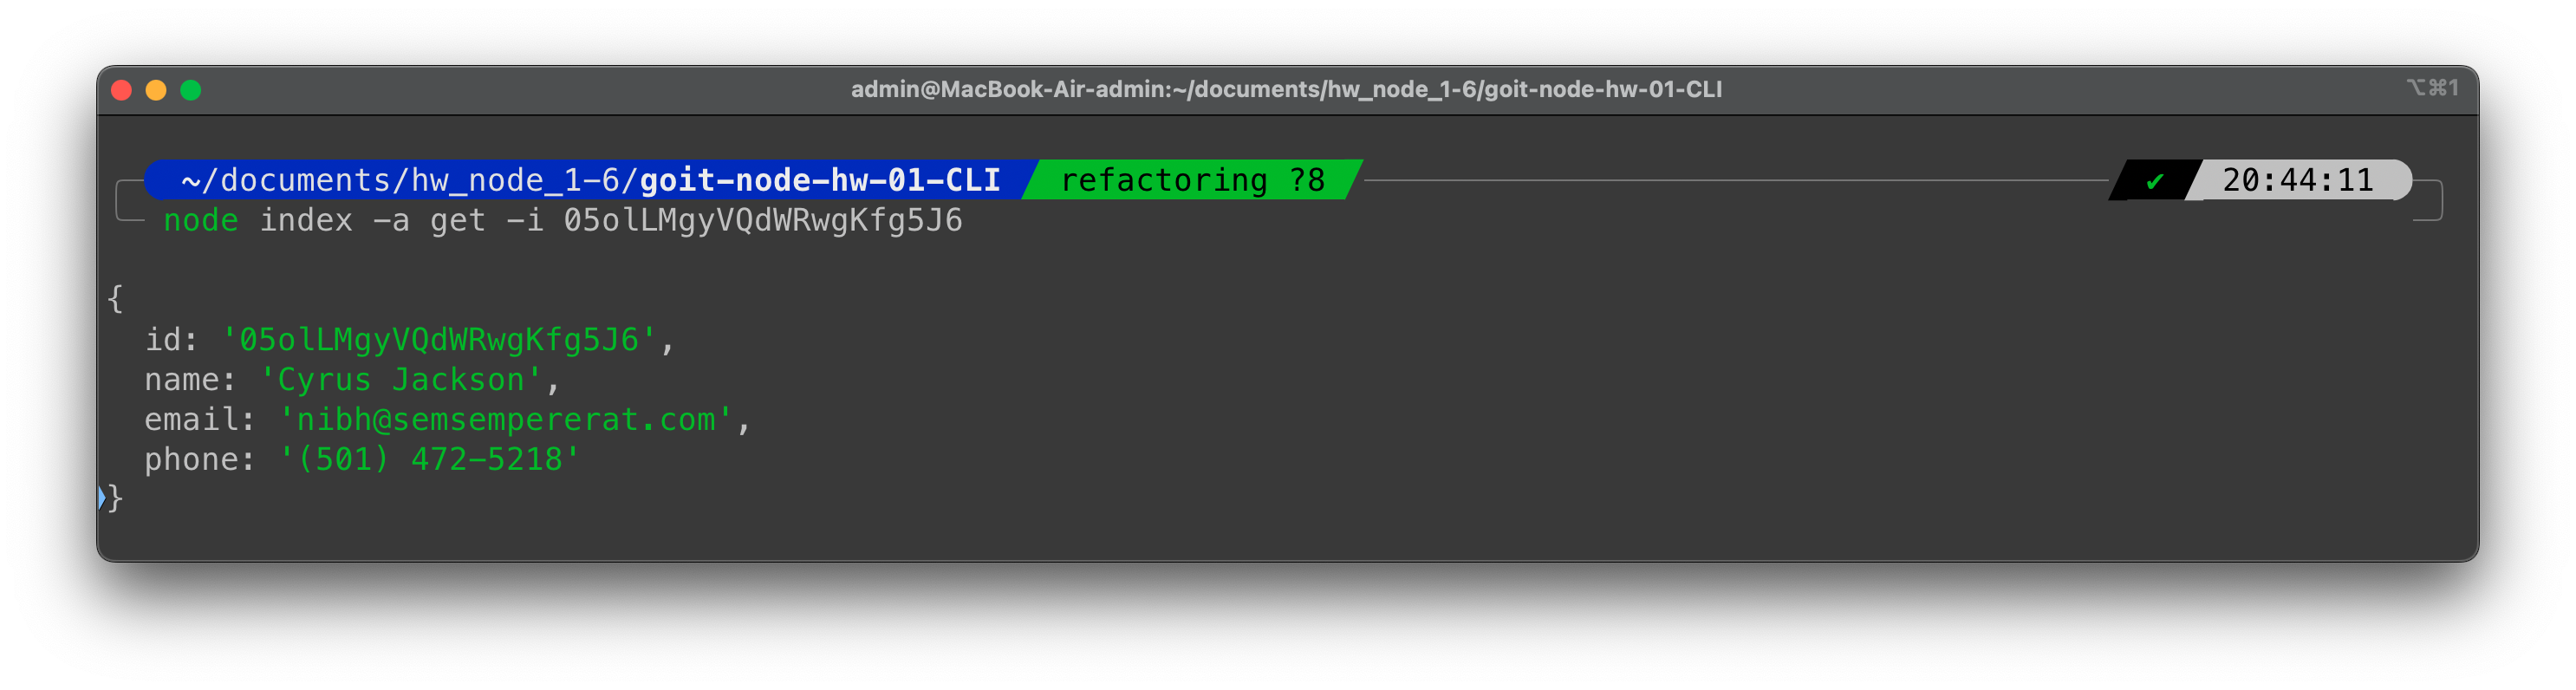 admin@MacBook-Air-admin:~/documents/hw_node_1-6/goit-node-hw-01-CLI ⌥⌘1
~/documents/hw_node_1-6/goit-node-hw-01-CLI refactoring ?8 ✔ 20:44:11
node index -a get -i 05olLMgyVQdWRwgKfg5J6
{
  id: '05olLMgyVQdWRwgKfg5J6',
  name: 'Cyrus Jackson',
  email: 'nibh@semsempererat.com',
  phone: '(501) 472-5218'
}